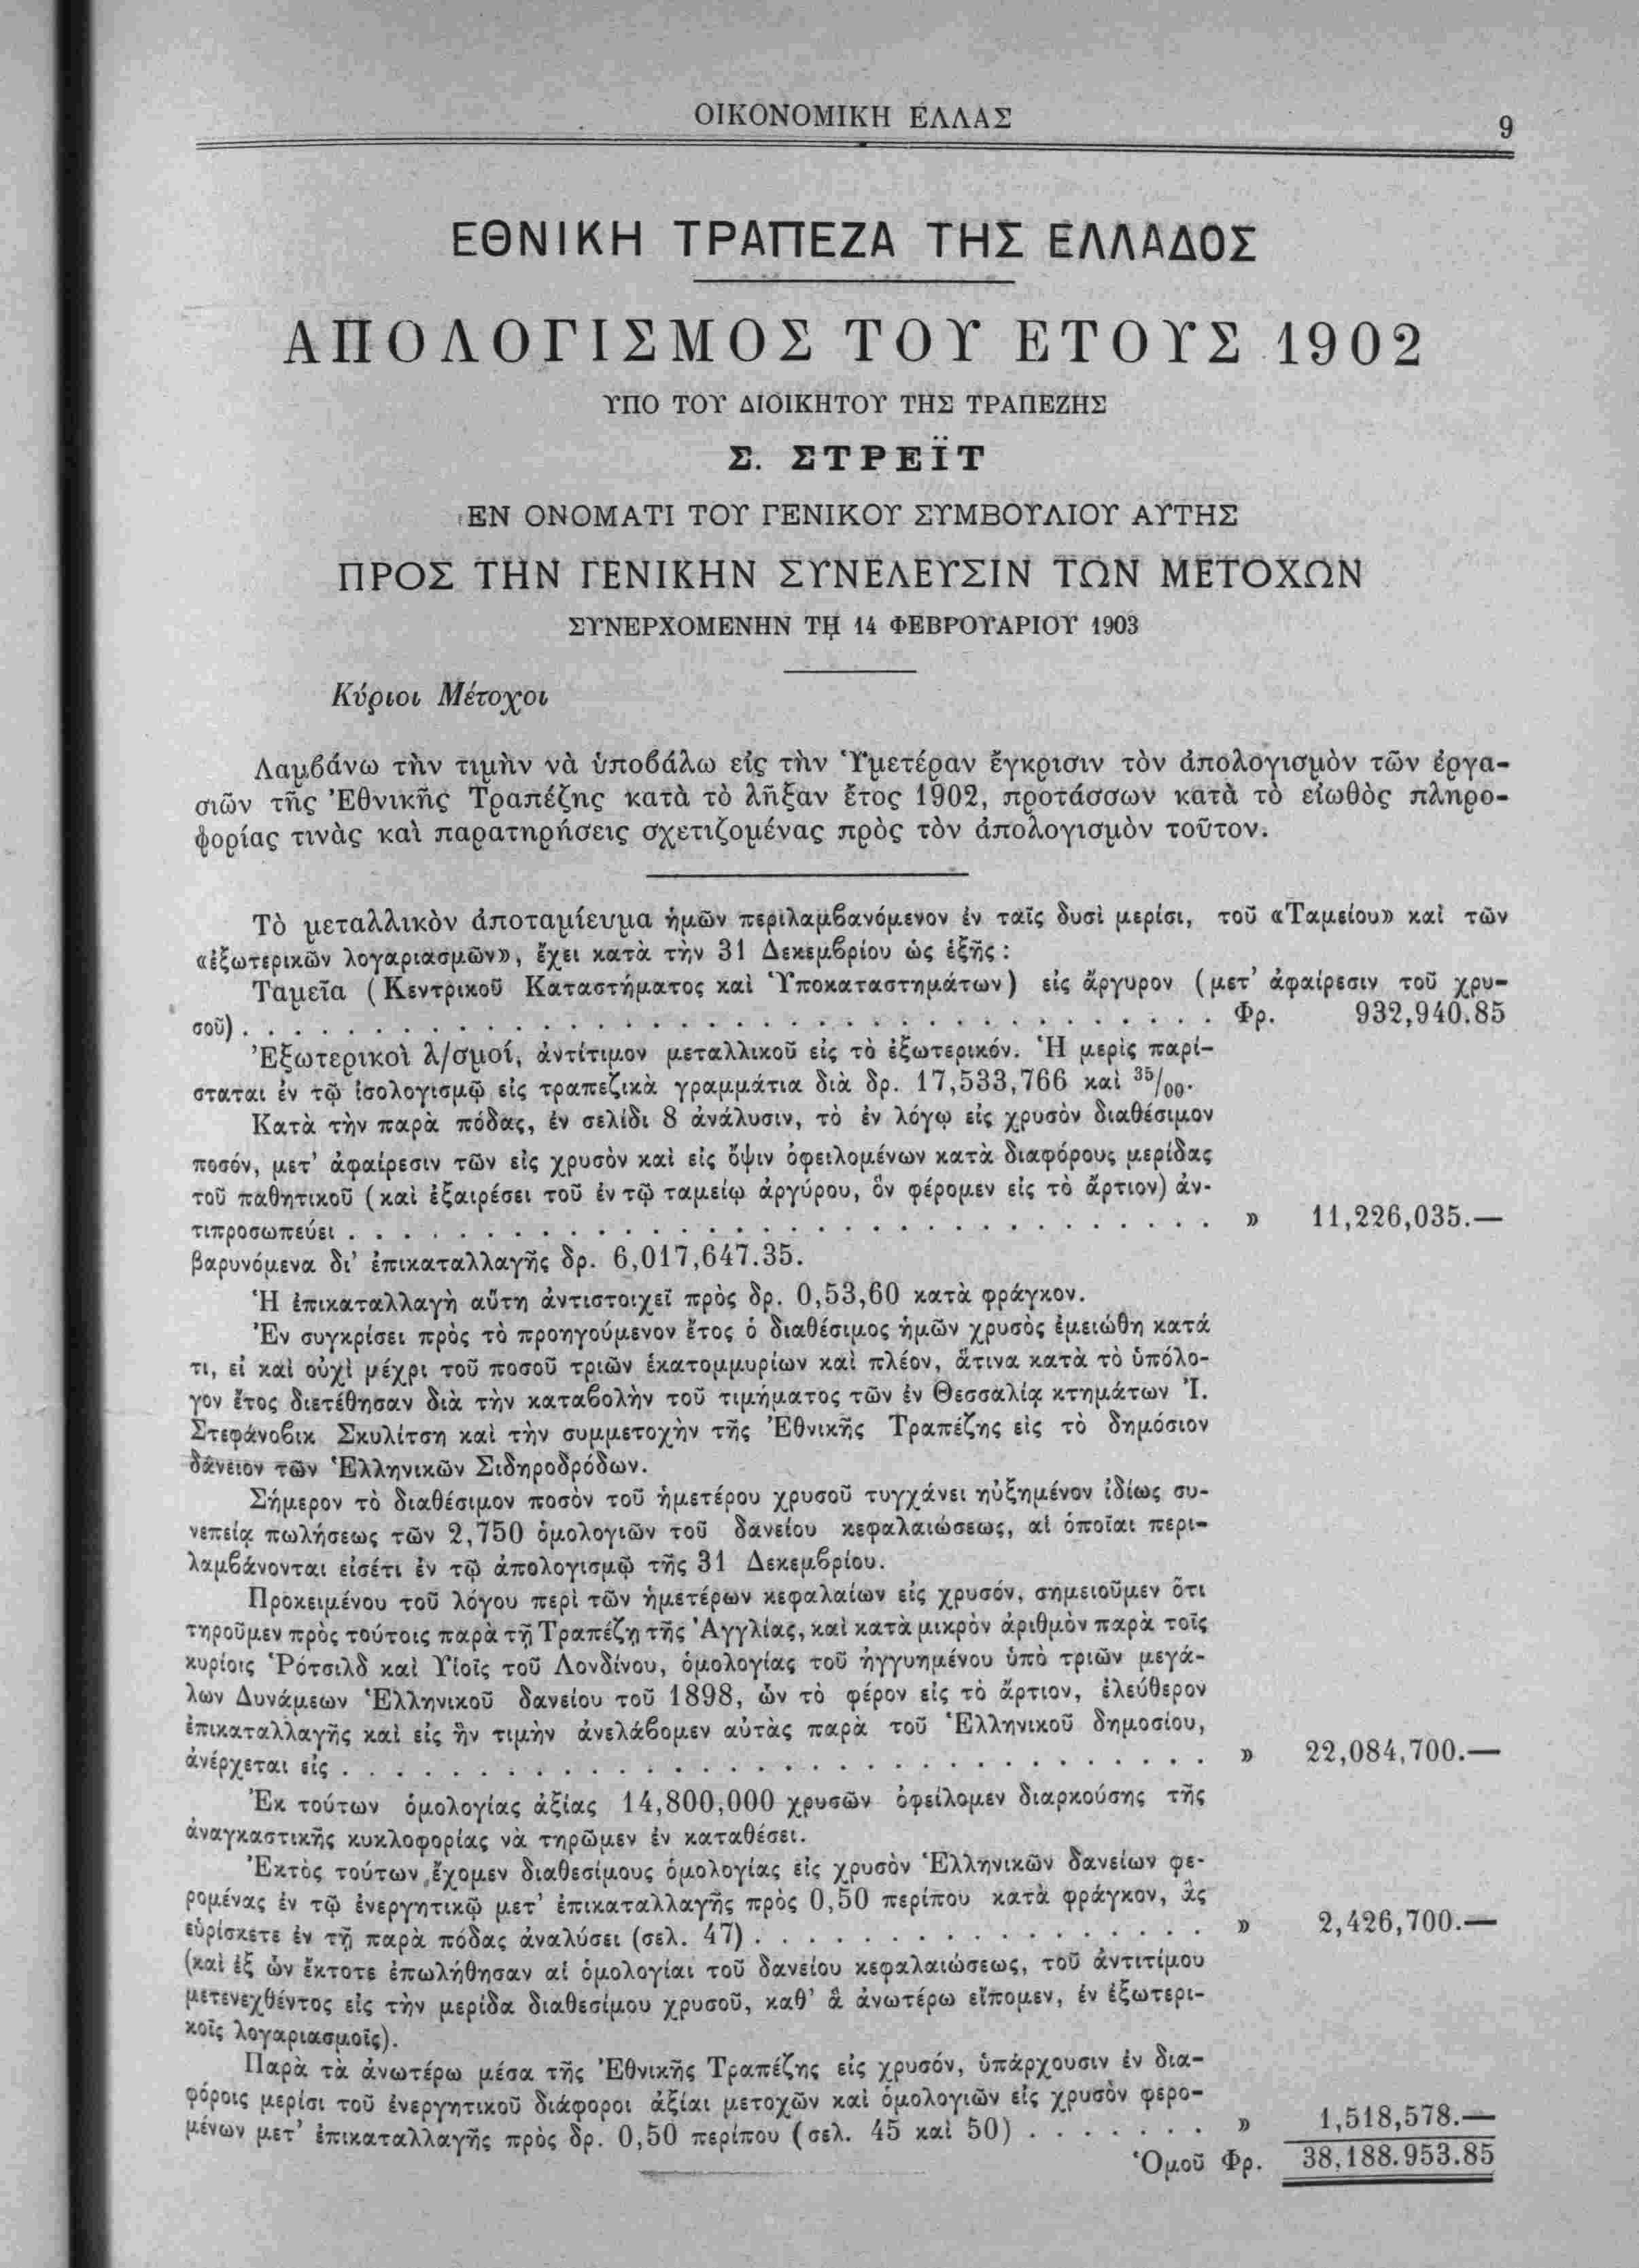 ΟΙΚΟΝΟΜΙΚΗ ΕΛΛΑΣ
9
ΕΘΝΙΚΗ ΤΡΑΠΕΖΑ ΤΗΣ ΕΛΛΑΔΟΣ
ΑΠΟΛΟΓΙΣΜΟΣ ΤΟΥ ΕΤΟΥΣ 1902
ΥΠΟ ΤΟΥ ΔΙΟΙΚΗΤΟΥ ΤΗΣ ΤΡΑΠΕΖΗΣ
Σ. ΣΤΡΕΪΤ
ΕΝ ΟΝΟΜΑΤΙ ΤΟΥ ΓΕΝΙΚΟΥ ΣΥΜΒΟΥΛΙΟΥ ΑΥΤΗΣ
ΠΡΟΣ ΤΗΝ ΓΕΝΙΚΗΝ ΣΥΝΕΛΕΥΣΙΝ ΤΩΝ ΜΕΤΟΧΩΝ
ΣΥΝΕΡΧΟΜΕΝΗΝ ΤΗͺ 14 ΦΕΒΡΟΥΑΡΙΟΥ 1903
Κύριοι Μέτοχοι
Λαμβάνω τὴν τιμὴν νὰ ὑποβάλω εἰς τὴν Ὑμετέραν ἔγκρισιν τὸν ἀπολογισμὸν τῶν ἐργα-
σιῶν τῆς Ἐθνικῆς Τραπέζης κατὰ τὸ λῆξαν ἔτος 1902, προτάσσων κατὰ τὸ εἰωθὸς πληρο-
φορίας τινὰς καὶ παρατηρήσεις σχετιζομένας πρὸς τὸν ἀπολογισμὸν τοῦτον.
Τὸ μεταλλικὸν ἀποταμίευμα ἡμῶν περιλαμβανόμενον ἐν ταῖς δυσὶ μερίσι, τοῦ «Ταμείου» καὶ τῶν
«ἐξωτερικῶν λογαριασμῶν», ἔχει κατὰ τὴν 31 Δεκεμβρίου ὡς ἑξῆς :
Ταμεῖα (Κεντρικοῦ Καταστήματος καὶ Ὑποκαταστημάτων) εἰς ἄργυρον (μετ' ἀφαίρεσιν τοῦ χρυ-
σοῦ) . . . . . . . . . . Φρ. 932,940.85
Ἐξωτερικοὶ λ/σμοί, ἀντίτιμον μεταλλικοῦ εἰς τὸ ἐξωτερικόν. Ἡ μερὶς παρί-
σταται ἐν τῷ ἰσολογισμῷ εἰς τραπεζικὰ γραμμάτια διὰ δρ. 17,533,766 καὶ 35/00.
Κατὰ τὴν παρὰ πόδας, ἐν σελίδι 8 ἀνάλυσιν, τὸ ἐν λόγῳ εἰς χρυσὸν διαθέσιμον
ποσόν, μετ' ἀφαίρεσιν τῶν εἰς χρυσὸν καὶ εἰς ὄψιν ὀφειλομένων κατὰ διαφόρους μερίδας
τοῦ παθητικοῦ (καὶ ἐξαιρέσει τοῦ ἐν τῷ ταμείῳ ἀργύρου, ὃν φέρομεν εἰς τὸ ἄρτιον) ἀν-
τιπροσωπεύει . . . . . . . . . . » 11,226,035.—
βαρυνόμενα δι' ἐπικαταλλαγῆς δρ. 6,017,647.35.
Ἡ ἐπικαταλλαγὴ αὕτη ἀντιστοιχεῖ πρὸς δρ. 0,53,60 κατὰ φράγκον.
Ἐν συγκρίσει πρὸς τὸ προηγούμενον ἔτος ὁ διαθέσιμος ἡμῶν χρυσὸς ἐμειώθη κατά
τι, εἰ καὶ οὐχὶ μέχρι τοῦ ποσοῦ τριῶν ἑκατομμυρίων καὶ πλέον, ἅτινα κατὰ τὸ ὑπόλο-
γον ἔτος διετέθησαν διὰ τὴν καταβολὴν τοῦ τιμήματος τῶν ἐν Θεσσαλίᾳ κτημάτων Ἰ.
Στεφάνοβικ Σκυλίτση καὶ τὴν συμμετοχὴν τῆς Ἐθνικῆς Τραπέζης εἰς τὸ δημόσιον
δάνειον τῶν Ἑλληνικῶν Σιδηροδρόδων.
Σήμερον τὸ διαθέσιμον ποσὸν τοῦ ἡμετέρου χρυσοῦ τυγχάνει ηὐξημένον ἰδίως συ-
νεπείᾳ πωλήσεως τῶν 2,750 ὁμολογιῶν τοῦ δανείου κεφαλαιώσεως, αἱ ὁποῖαι περι-
λαμβάνονται εἰσέτι ἐν τῷ ἀπολογισμῷ τῆς 31 Δεκεμβρίου.
Προκειμένου τοῦ λόγου περὶ τῶν ἡμετέρων κεφαλαίων εἰς χρυσόν, σημειοῦμεν ὅτι
τηροῦμεν πρὸς τούτοις παρὰ τῇ Τραπέζῃ τῆς Ἀγγλίας, καὶ κατὰ μικρὸν ἀριθμὸν παρὰ τοῖς
κυρίοις Ῥότσιλδ καὶ Υἱοῖς τοῦ Λονδίνου, ὁμολογίας τοῦ ἠγγυημένου ὑπὸ τριῶν μεγά-
λων Δυνάμεων Ἑλληνικοῦ δανείου τοῦ 1898, ὧν τὸ φέρον εἰς τὸ ἄρτιον, ἐλεύθερον
ἐπικαταλλαγῆς καὶ εἰς ἣν τιμὴν ἀνελάβομεν αὐτὰς παρὰ τοῦ Ἑλληνικοῦ δημοσίου,
ἀνέρχεται εἰς . . . . . . . . . . » 22,084,700.—
Ἐκ τούτων ὁμολογίας ἀξίας 14,800,000 χρυσῶν ὀφείλομεν διαρκούσης τῆς
ἀναγκαστικῆς κυκλοφορίας νὰ τηρῶμεν ἐν καταθέσει.
Ἐκτὸς τούτων ἔχομεν διαθεσίμους ὁμολογίας εἰς χρυσὸν Ἑλληνικῶν δανείων φε-
ρομένας ἐν τῷ ἐνεργητικῷ μετ' ἐπικαταλλαγῆς πρὸς 0,50 περίπου κατὰ φράγκον, ἃς
εὑρίσκετε ἐν τῇ παρὰ πόδας ἀναλύσει (σελ. 47) . . . . . . . . . . » 2,426,700.—
(καὶ ἐξ ὧν ἔκτοτε ἐπωλήθησαν αἱ ὁμολογίαι τοῦ δανείου κεφαλαιώσεως, τοῦ ἀντιτίμου
μετενεχθέντος εἰς τὴν μερίδα διαθεσίμου χρυσοῦ, καθ' ἃ ἀνωτέρω εἴπομεν, ἐν ἐξωτερι-
κοῖς λογαριασμοῖς).
Παρὰ τὰ ἀνωτέρω μέσα τῆς Ἐθνικῆς Τραπέζης εἰς χρυσόν, ὑπάρχουσιν ἐν δια-
φόροις μερίσι τοῦ ἐνεργητικοῦ διάφοροι ἀξίαι μετοχῶν καὶ ὁμολογιῶν εἰς χρυσὸν φερο-
μένων μετ' ἐπικαταλλαγῆς πρὸς δρ. 0,50 περίπου (σελ. 45 καὶ 50) . . . . . . . » 1,518,578.—
Ὁμοῦ Φρ. 38,188.953.85